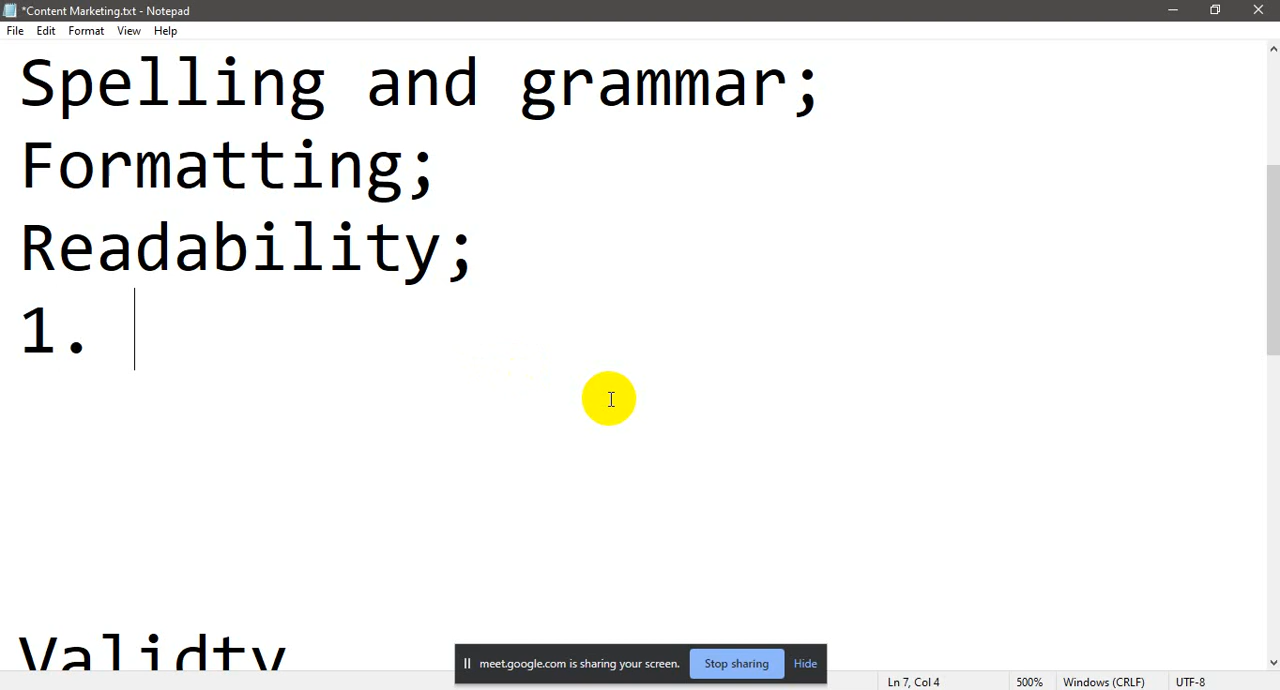 *Content Marketing.txt - Notepad
File Edit Format View Help
Spelling and grammar;
Formatting;
Readability;
1.
Validty
meet.google.com is sharing your screen. Stop sharing Hide
Ln 7, Col 4 500% Windows (CRLF) UTF-8